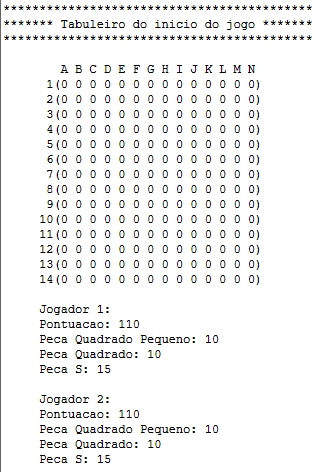 *******************************************
******* Tabuleiro do inicio do jogo *******
*******************************************
A B C D E F G H I J K L M N
1(0 0 0 0 0 0 0 0 0 0 0 0 0 0)
2(0 0 0 0 0 0 0 0 0 0 0 0 0 0)
3(0 0 0 0 0 0 0 0 0 0 0 0 0 0)
4(0 0 0 0 0 0 0 0 0 0 0 0 0 0)
5(0 0 0 0 0 0 0 0 0 0 0 0 0 0)
6(0 0 0 0 0 0 0 0 0 0 0 0 0 0)
7(0 0 0 0 0 0 0 0 0 0 0 0 0 0)
8(0 0 0 0 0 0 0 0 0 0 0 0 0 0)
9(0 0 0 0 0 0 0 0 0 0 0 0 0 0)
10(0 0 0 0 0 0 0 0 0 0 0 0 0 0)
11(0 0 0 0 0 0 0 0 0 0 0 0 0 0)
12(0 0 0 0 0 0 0 0 0 0 0 0 0 0)
13(0 0 0 0 0 0 0 0 0 0 0 0 0 0)
14(0 0 0 0 0 0 0 0 0 0 0 0 0 0)
Jogador 1:
Pontuacao: 110
Peca Quadrado Pequeno: 10
Peca Quadrado: 10
Peca S: 15
Jogador 2:
Pontuacao: 110
Peca Quadrado Pequeno: 10
Peca Quadrado: 10
Peca S: 15